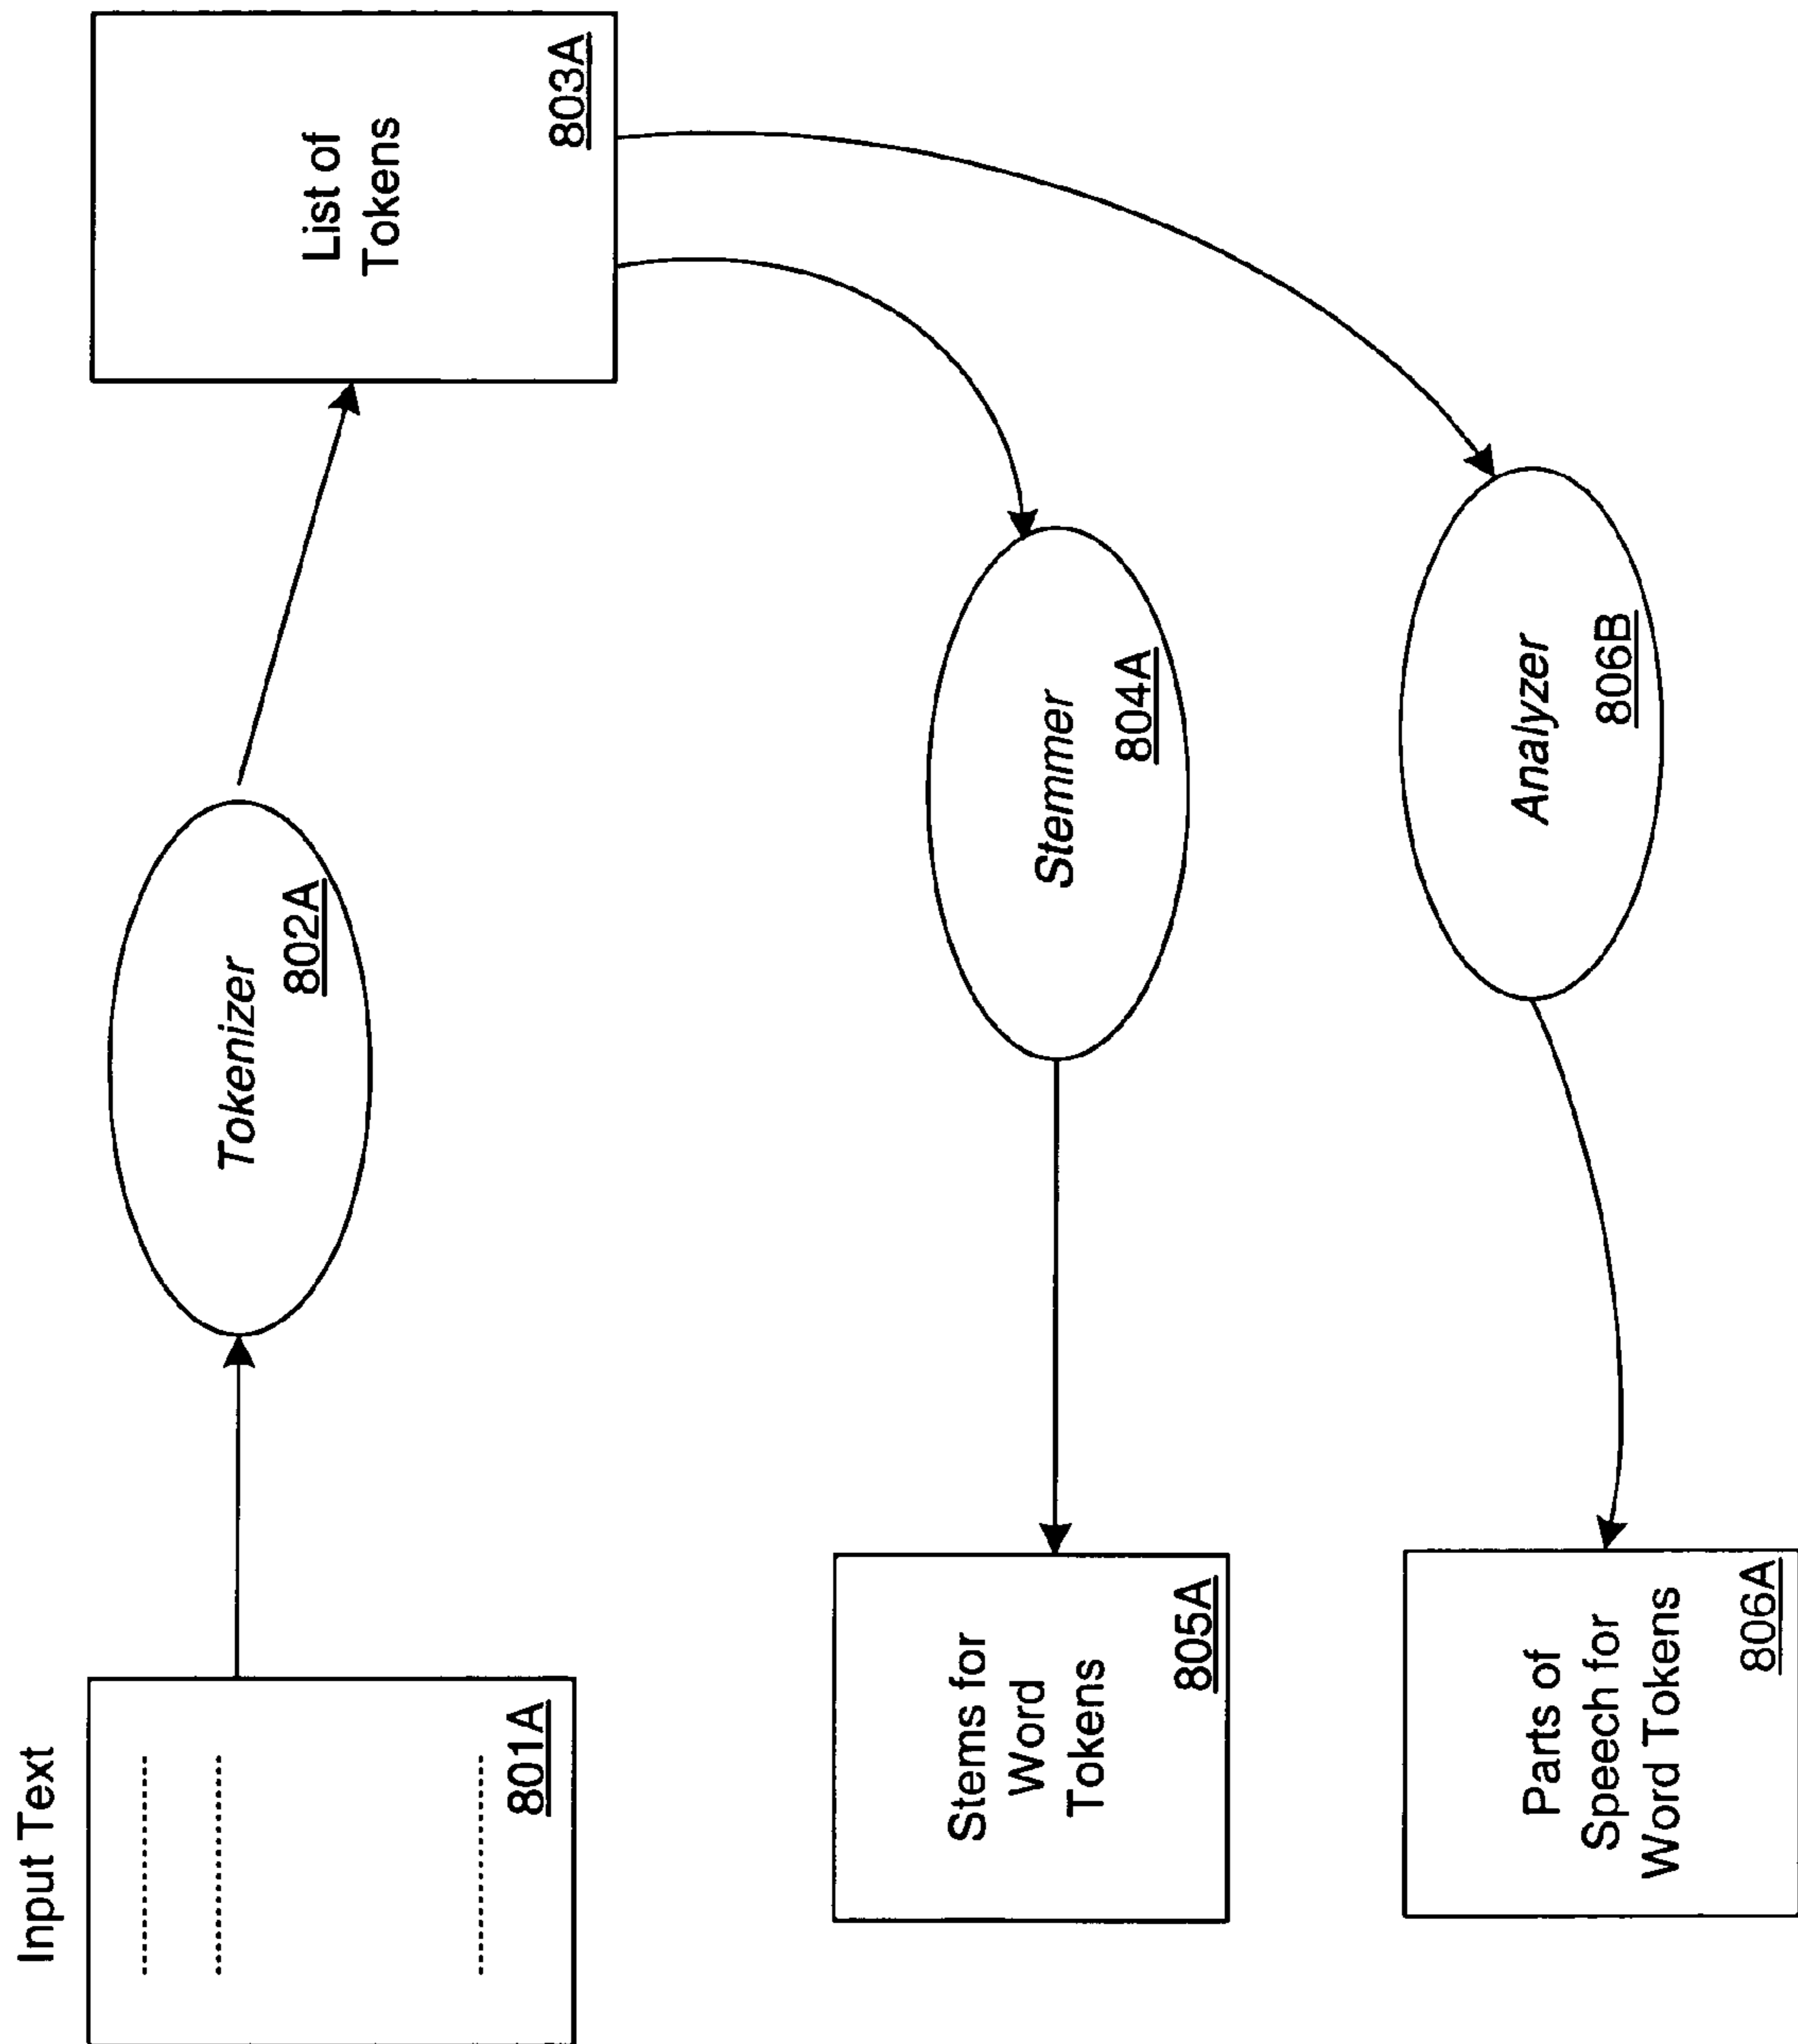 Input Text
801A
Tokenizer
802A
List of
Tokens
803A
Stems for
Word
Tokens
805A
Stemmer
804A
Parts of
Speech for
Word Tokens
806A
Analyzer
806B